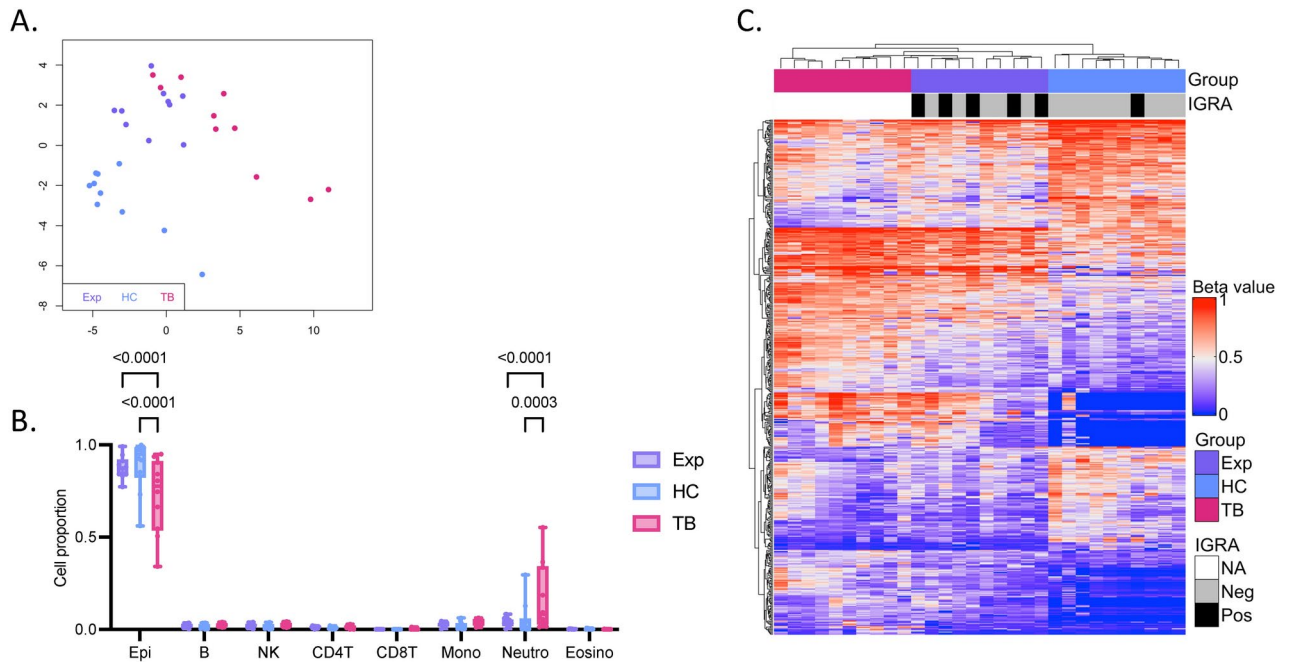 A.
4
2
0
-2
-4
-6
-8
Exp HC TB
-5 0 5 10
<0.0001
<0.0001
<0.0001
0.0003
B.
Cell proportion
1.0
0.5
0.0
Epi B NK CD4T CD8T Mono Neutro Eosino
Exp
HC
TB
C.
Group
IGRA
Beta value
1
0.5
0
Group
Exp
HC
TB
IGRA
NA
Neg
Pos